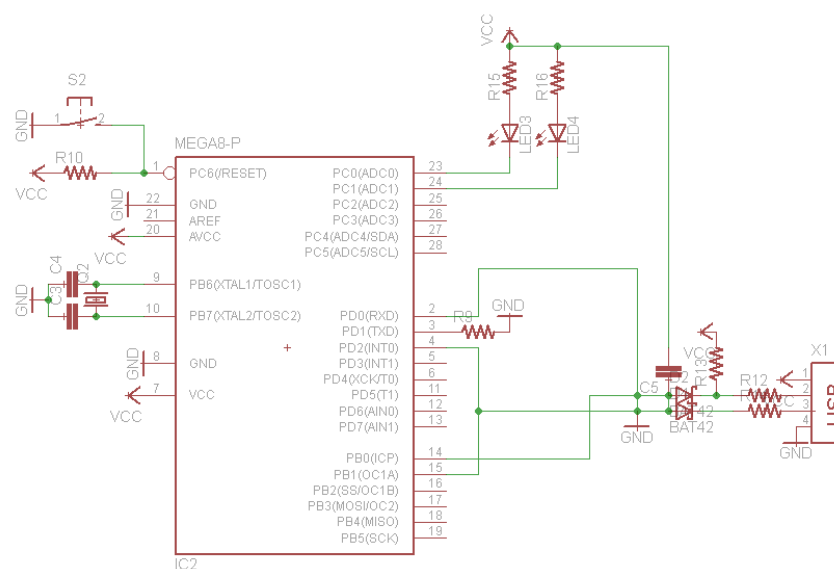 VCC
R15
R16
LED3
LED4
S2
GND
1
2
R10
VCC
MEGA8-P
1
PC6(/RESET)
GND
22
GND
21
AREF
20
AVCC
VCC
C4
C3
Q2
GND
9
PB6(XTAL1/TOSC1)
10
PB7(XTAL2/TOSC2)
GND
8
GND
7
VCC
VCC
PC0(ADC0)
23
PC1(ADC1)
24
PC2(ADC2)
25
PC3(ADC3)
26
PC4(ADC4/SDA)
27
PC5(ADC5/SCL)
28
PD0(RXD)
2
PD1(TXD)
3
R9
GND
PD2(INT0)
4
PD3(INT1)
5
PD4(XCK/T0)
6
PD5(T1)
11
PD6(AIN0)
12
PD7(AIN1)
13
PB0(ICP)
14
PB1(OC1A)
15
PB2(SS/OC1B)
16
PB3(MOSI/OC2)
17
PB4(MISO)
18
PB5(SCK)
19
IC2
C5
GND
BAT42
VCC
R13
R12
X1
1
2
3
4
USB
GND